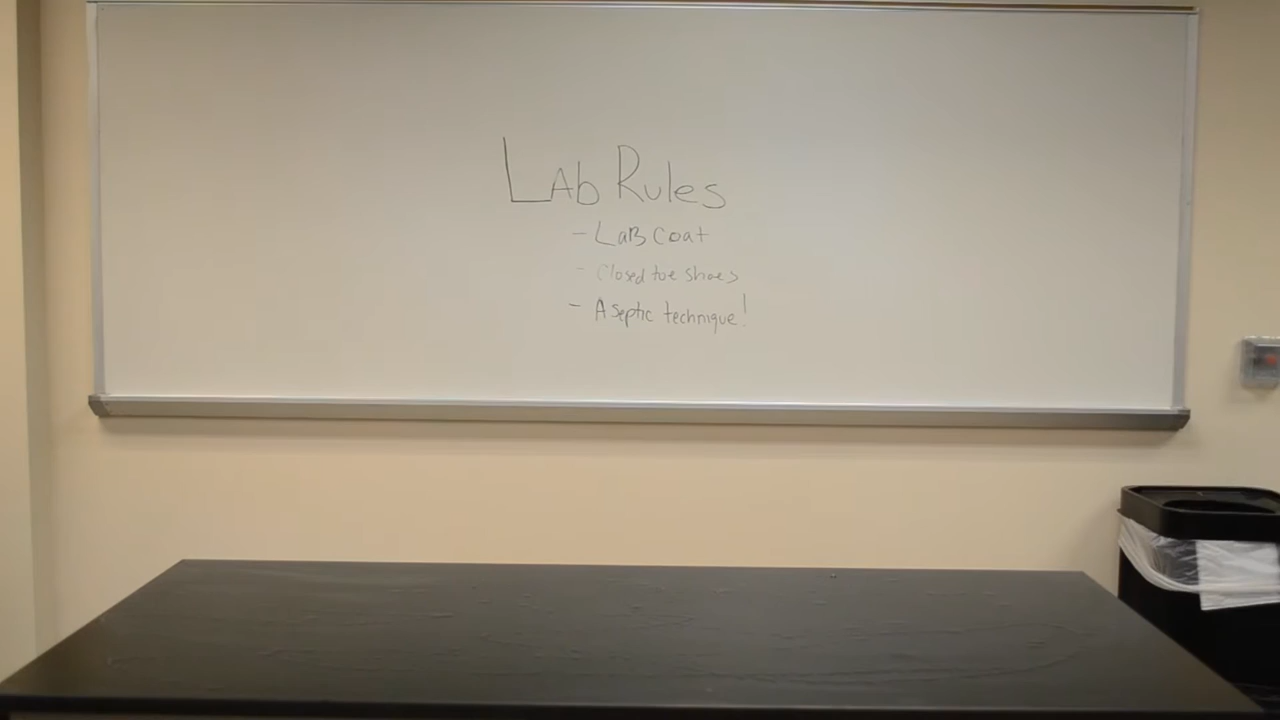 Lab Rules
- LaB coat
- Closed toe shoes
- Aseptic technique!